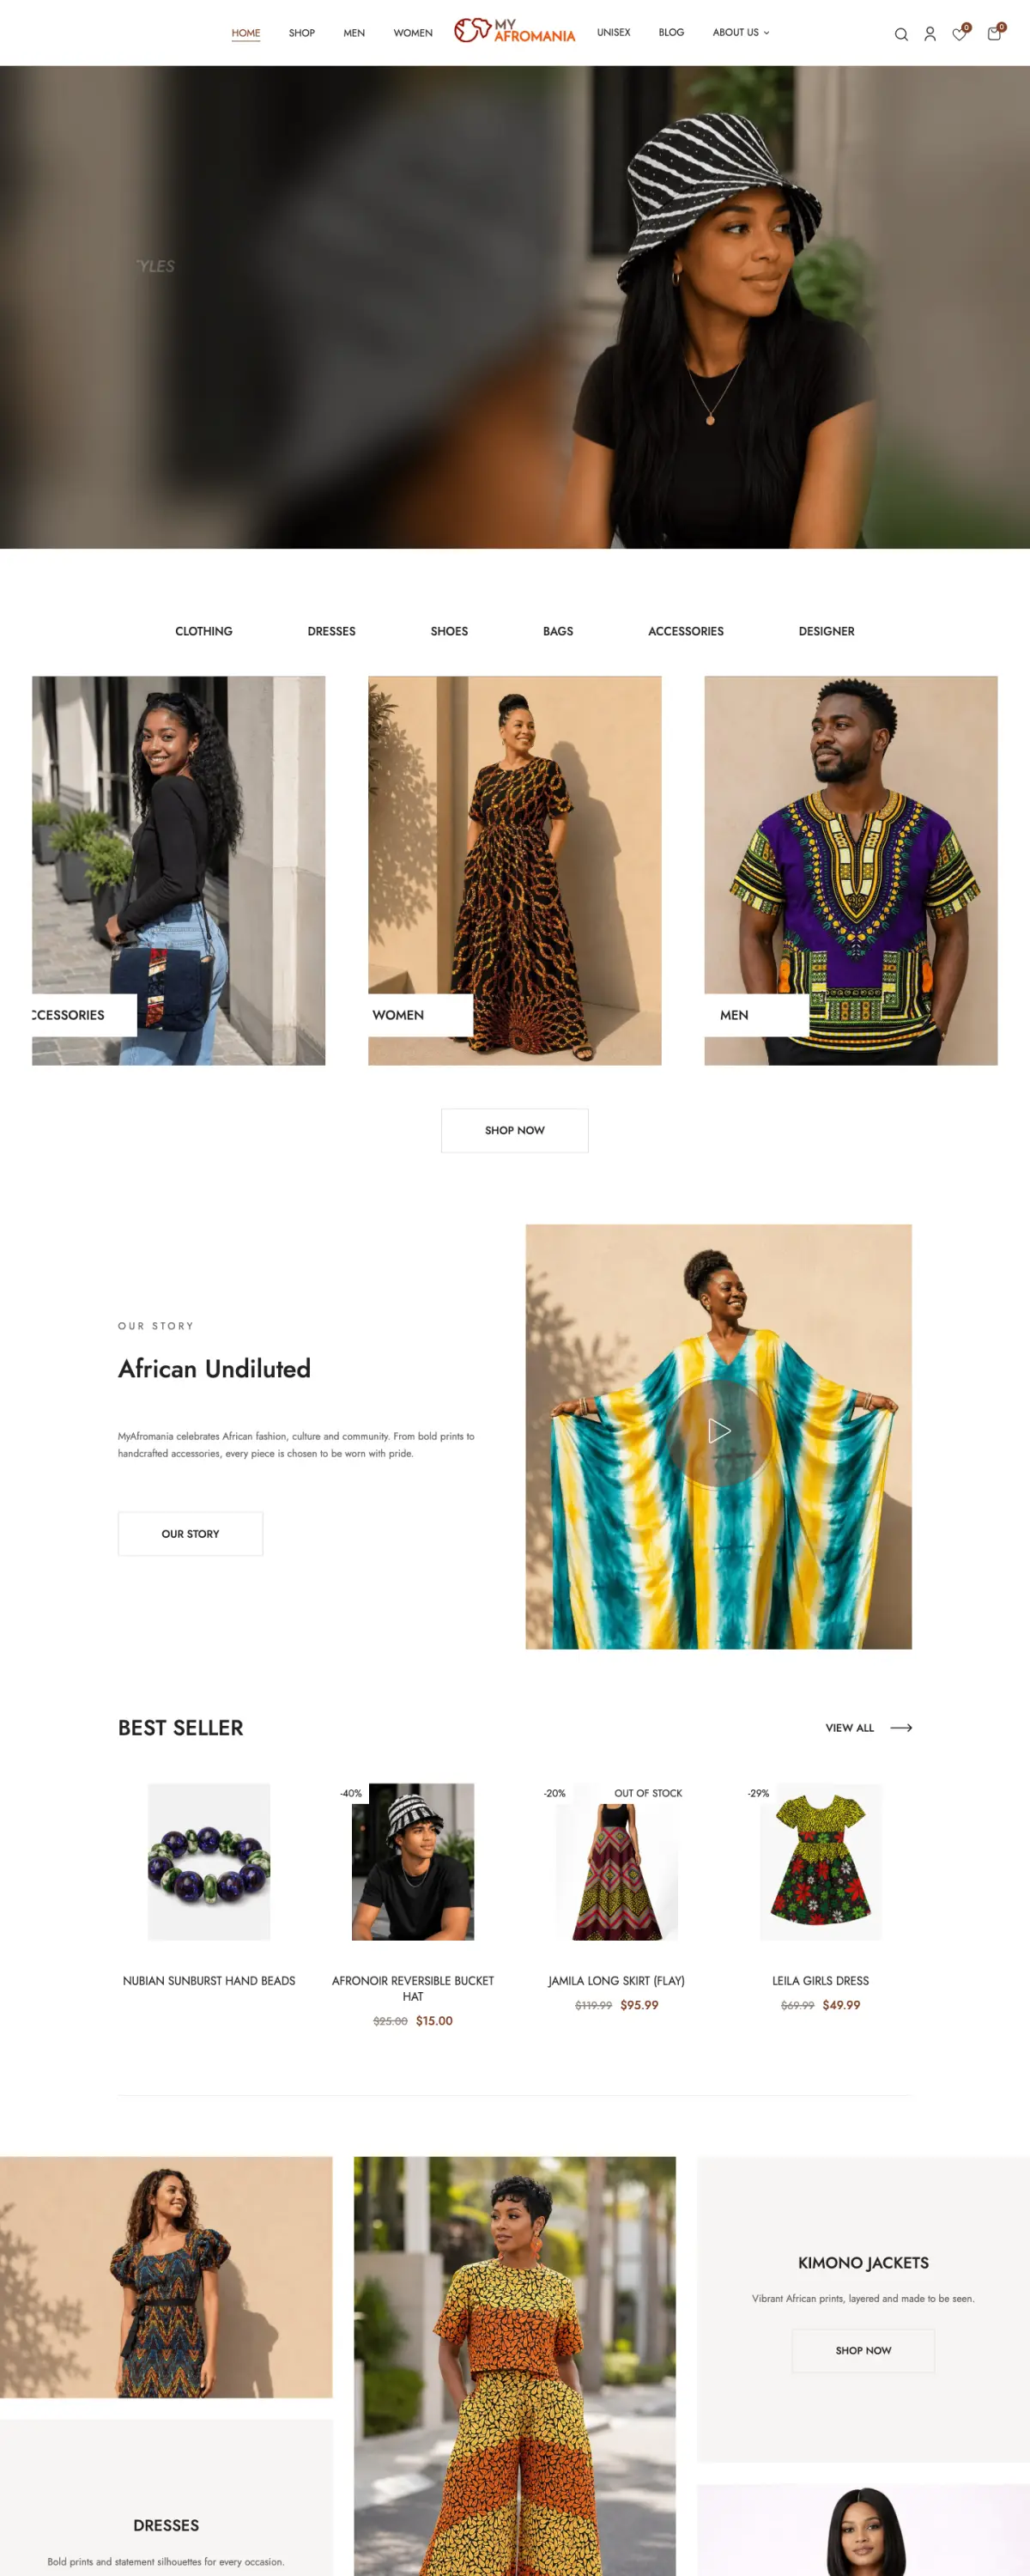 HOME
SHOP
MEN
WOMEN
MY
AFROMANIA
UNISEX
BLOG
ABOUT US
0
0
YLES
CLOTHING
DRESSES
SHOES
BAGS
ACCESSORIES
DESIGNER
CCESSORIES
WOMEN
MEN
SHOP NOW
OUR STORY
African Undiluted
MyAfromania celebrates African fashion, culture and community. From bold prints to
handcrafted accessories, every piece is chosen to be worn with pride.
OUR STORY
BEST SELLER
VIEW ALL
-40%
-20%
OUT OF STOCK
-29%
NUBIAN SUNBURST HAND BEADS
AFRONOIR REVERSIBLE BUCKET
HAT
$25.00 $15.00
JAMILA LONG SKIRT (FLAY)
$119.99 $95.99
LEILA GIRLS DRESS
$69.99 $49.99
KIMONO JACKETS
Vibrant African prints, layered and made to be seen.
SHOP NOW
DRESSES
Bold prints and statement silhouettes for every occasion.